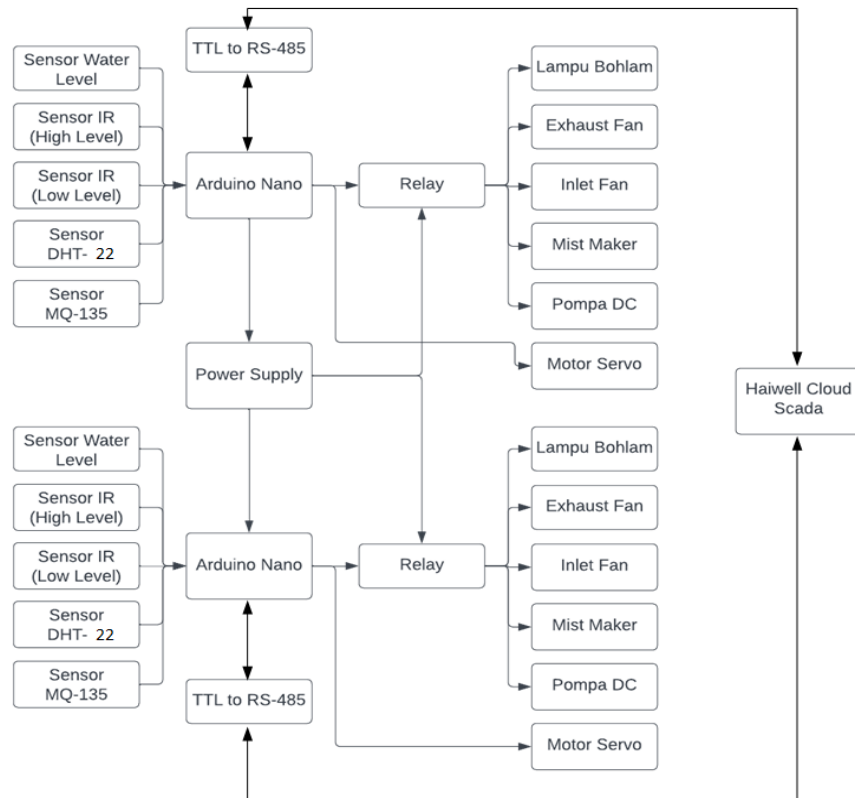 TTL to RS-485
Sensor Water
Level
Sensor IR
(High Level)
Sensor IR
(Low Level)
Sensor
DHT- 22
Sensor
MQ-135
Arduino Nano
Relay
Lampu Bohlam
Exhaust Fan
Inlet Fan
Mist Maker
Pompa DC
Motor Servo
Power Supply
Haiwell Cloud
Scada
Sensor Water
Level
Sensor IR
(High Level)
Sensor IR
(Low Level)
Sensor
DHT- 22
Sensor
MQ-135
Arduino Nano
Relay
Lampu Bohlam
Exhaust Fan
Inlet Fan
Mist Maker
Pompa DC
Motor Servo
TTL to RS-485